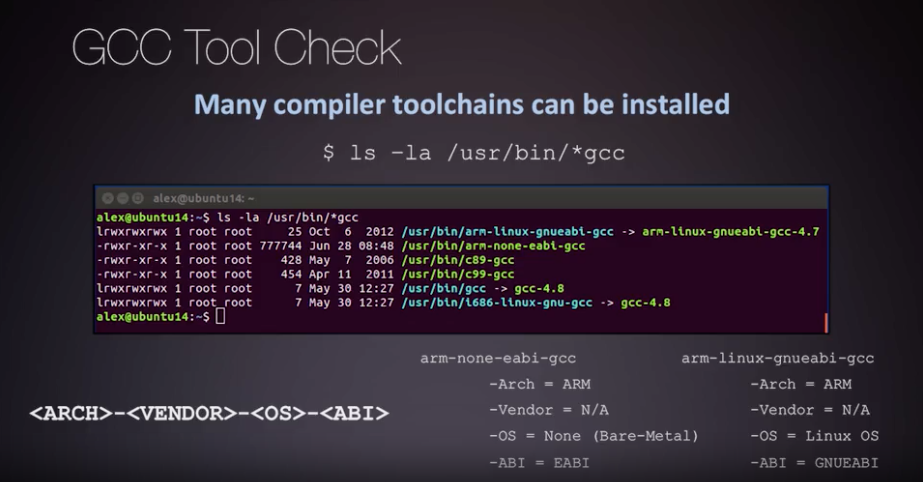 GCC Tool Check
Many compiler toolchains can be installed
$ ls -la /usr/bin/*gcc
alex@ubuntu14: ~
alex@ubuntu14:~$ ls -la /usr/bin/*gcc
lrwxrwxrwx 1 root root     25 Oct  6  2012 /usr/bin/arm-linux-gnueabi-gcc -> arm-linux-gnueabi-gcc-4.7
-rwxr-xr-x 1 root root 777744 Jun 28 08:48 /usr/bin/arm-none-eabi-gcc
-rwxr-xr-x 1 root root    428 May  7  2006 /usr/bin/c89-gcc
-rwxr-xr-x 1 root root    454 Apr 11  2011 /usr/bin/c99-gcc
lrwxrwxrwx 1 root root      7 May 30 12:27 /usr/bin/gcc -> gcc-4.8
lrwxrwxrwx 1 root root      7 May 30 12:27 /usr/bin/i686-linux-gnu-gcc -> gcc-4.8
alex@ubuntu14:~$
<ARCH>-<VENDOR>-<OS>-<ABI>
arm-none-eabi-gcc
-Arch = ARM
-Vendor = N/A
-OS = None (Bare-Metal)
-ABI = EABI
arm-linux-gnueabi-gcc
-Arch = ARM
-Vendor = N/A
-OS = Linux OS
-ABI = GNUEABI